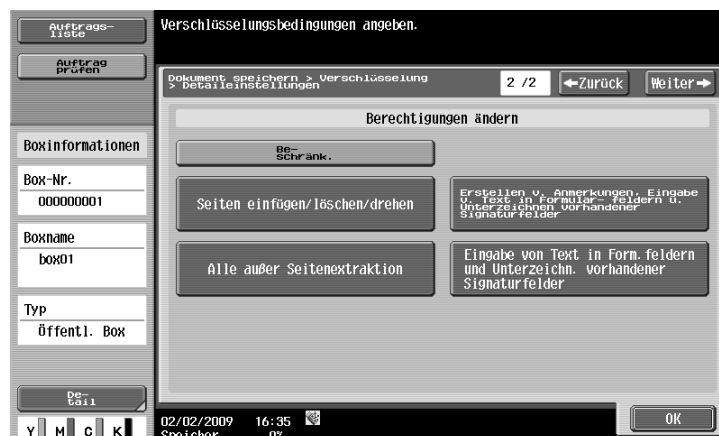 Auftrags-
liste
Auftrag
prüfen
Verschlüsselungsbedingungen angeben.
Dokument speichern > Verschlüsselung
> Detaileinstellungen
2 /2
←Zurück
Weiter→
Berechtigungen ändern
Be-
schränk.
Seiten einfügen/löschen/drehen
Erstellen v. Anmerkungen. Eingabe
v. Text in Formular- feldern u.
Unterzeichnen vorhandener
Signaturfelder
Alle außer Seitenextraktion
Eingabe von Text in Form.feldern
und Unterzeichn. vorhandener
Signaturfelder
Boxinformationen
Box-Nr.
000000001
Boxname
box01
Typ
Öffentl. Box
De-
tail
Y M C K
02/02/2009 16:35
Speicher 0%
OK